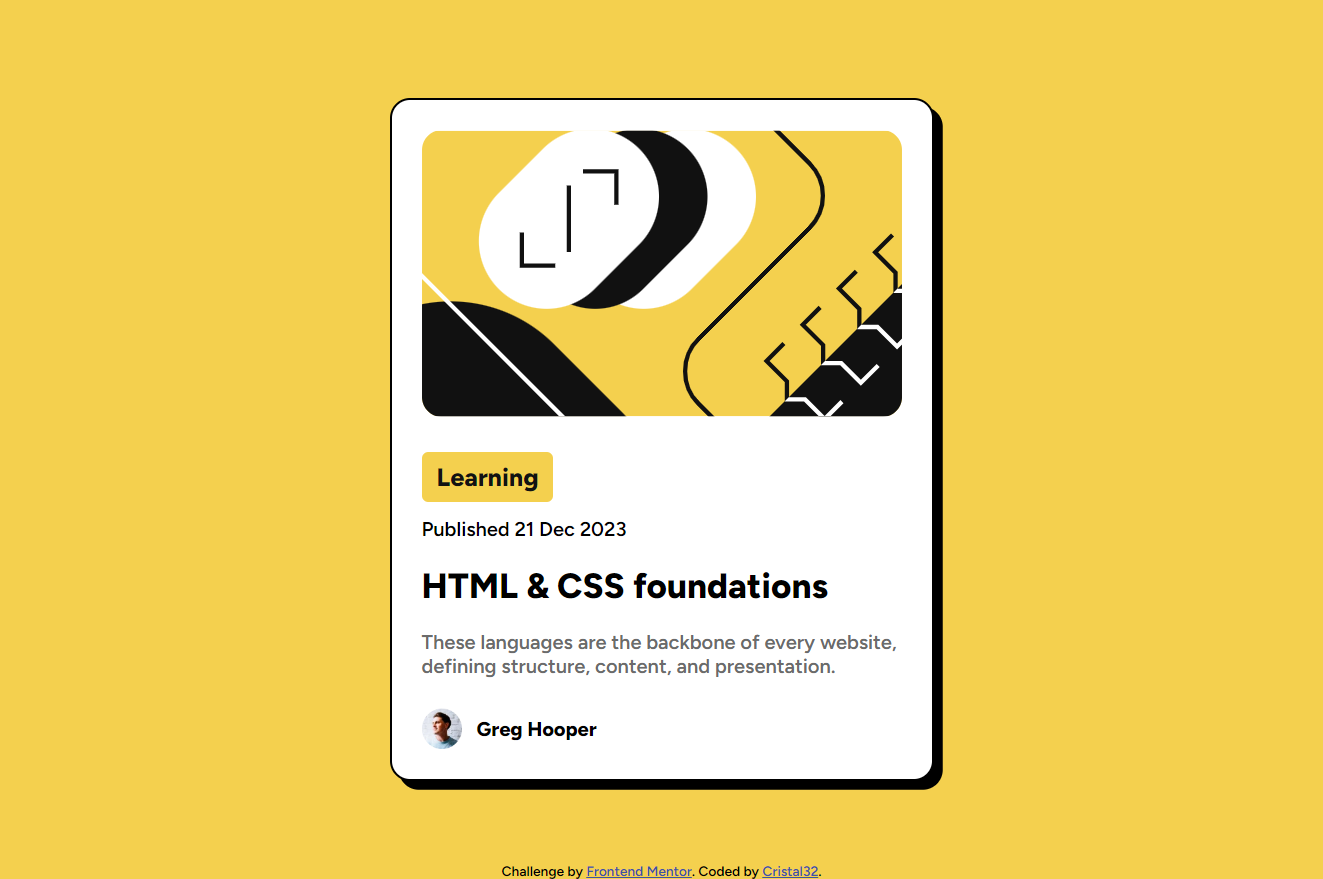 Learning
Published 21 Dec 2023
HTML & CSS foundations
These languages are the backbone of every website,
defining structure, content, and presentation.
Greg Hooper
Challenge by Frontend Mentor. Coded by Cristal32.